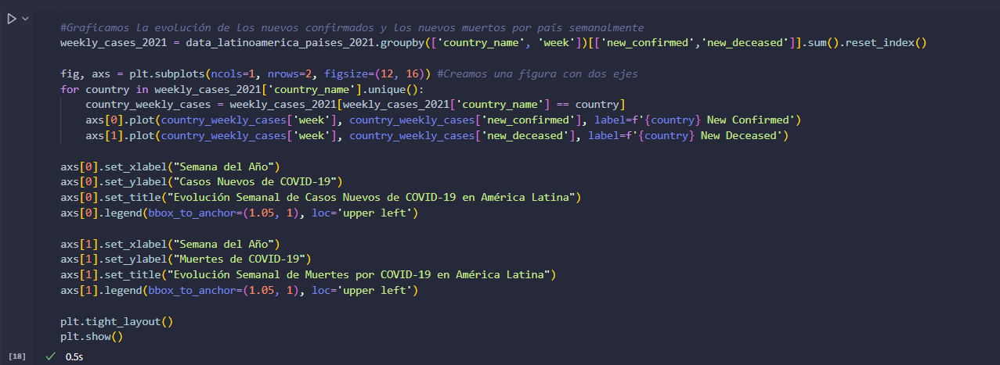 #Graficamos la evolución de los nuevos confirmados y los nuevos muertos por país semanalmente
weekly_cases_2021 = data_latinoamerica_paises_2021.groupby(['country_name', 'week'])[['new_confirmed','new_deceased']].sum().reset_index()
fig, axs = plt.subplots(ncols=1, nrows=2, figsize=(12, 16)) #Creamos una figura con dos ejes
for country in weekly_cases_2021['country_name'].unique():
    country_weekly_cases = weekly_cases_2021[weekly_cases_2021['country_name'] == country]
    axs[0].plot(country_weekly_cases['week'], country_weekly_cases['new_confirmed'], label=f'{country} New Confirmed')
    axs[1].plot(country_weekly_cases['week'], country_weekly_cases['new_deceased'], label=f'{country} New Deceased')
axs[0].set_xlabel("Semana del Año")
axs[0].set_ylabel("Casos Nuevos de COVID-19")
axs[0].set_title("Evolución Semanal de Casos Nuevos de COVID-19 en América Latina")
axs[0].legend(bbox_to_anchor=(1.05, 1), loc='upper left')
axs[1].set_xlabel("Semana del Año")
axs[1].set_ylabel("Muertes de COVID-19")
axs[1].set_title("Evolución Semanal de Muertes por COVID-19 en América Latina")
axs[1].legend(bbox_to_anchor=(1.05, 1), loc='upper left')
plt.tight_layout()
plt.show()
[18] 0.5s